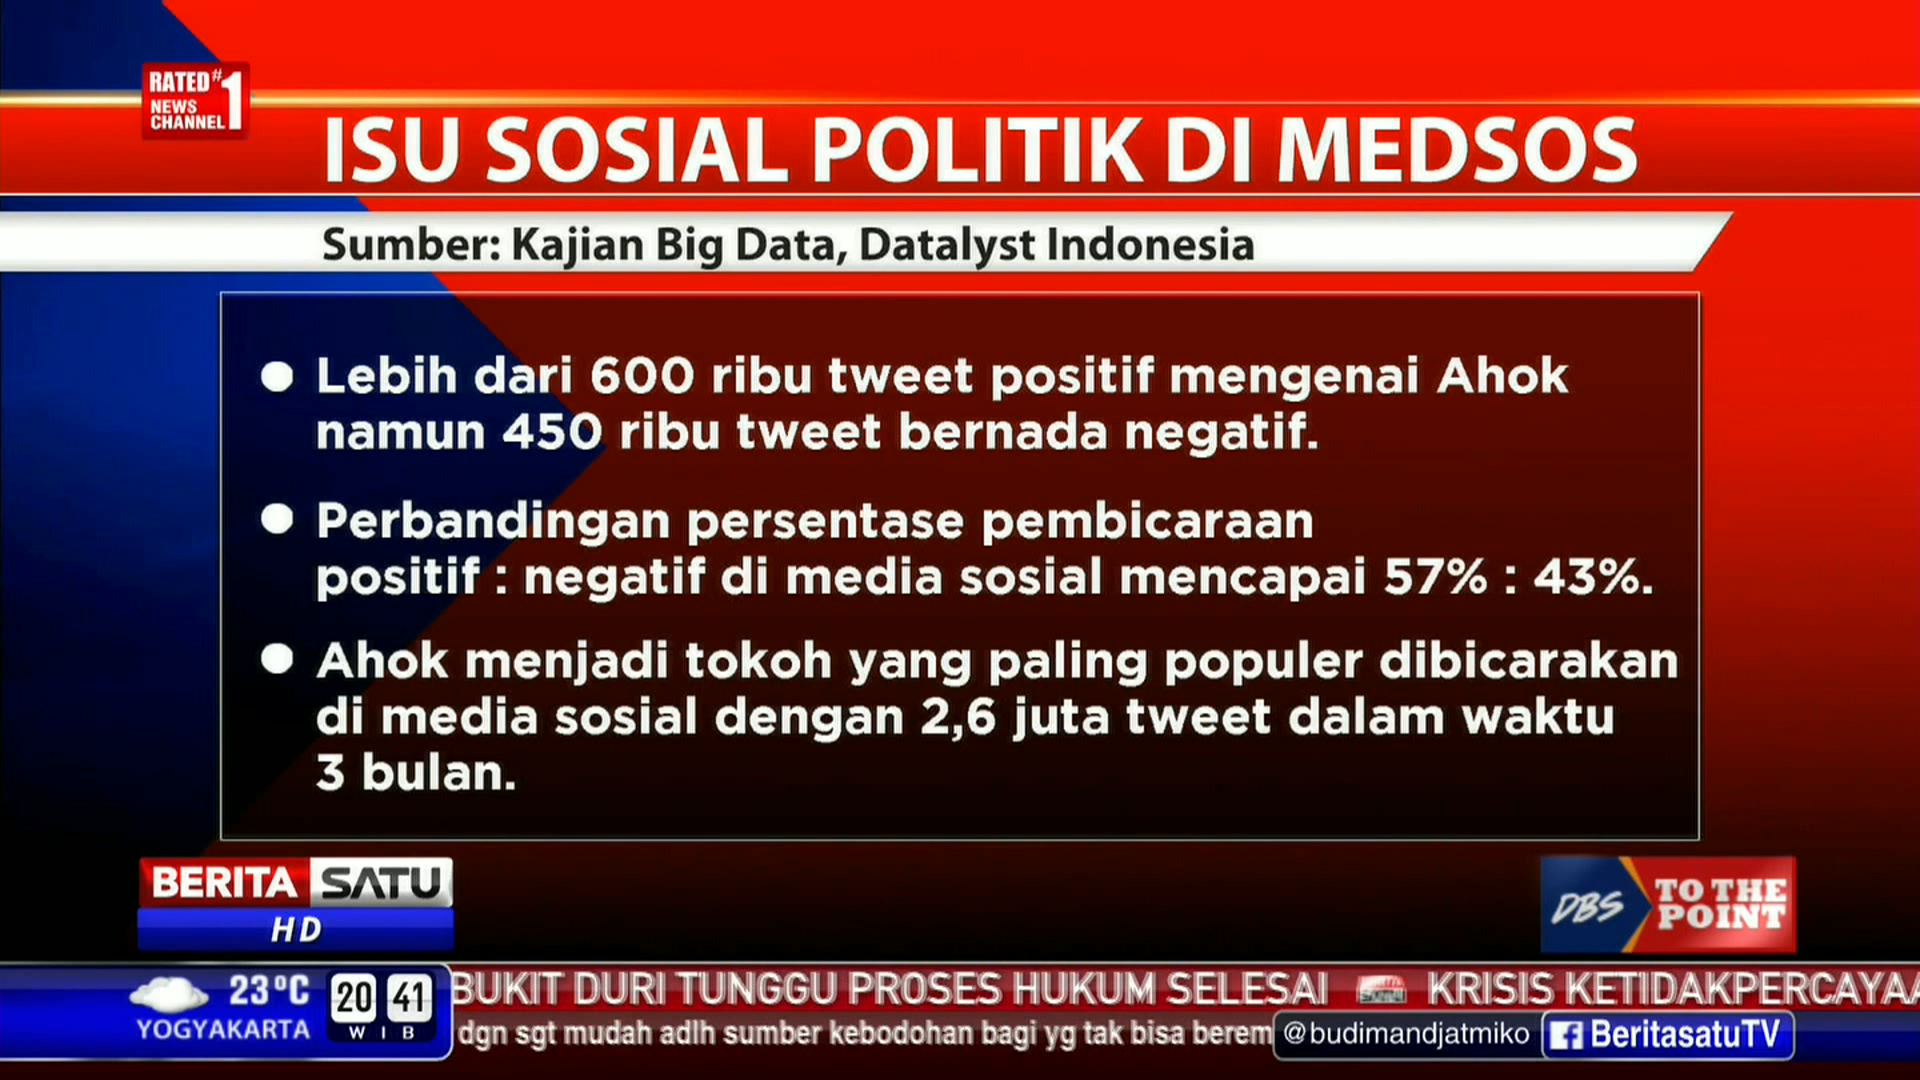 RATED #1
NEWS
CHANNEL
ISU SOSIAL POLITIK DI MEDSOS
Sumber: Kajian Big Data, Datalyst Indonesia
● Lebih dari 600 ribu tweet positif mengenai Ahok
namun 450 ribu tweet bernada negatif.
● Perbandingan persentase pembicaraan
positif : negatif di media sosial mencapai 57% : 43%.
● Ahok menjadi tokoh yang paling populer dibicarakan
di media sosial dengan 2,6 juta tweet dalam waktu
3 bulan.
BERITA SATU
HD
DBS TO THE
POINT
23°C
YOGYAKARTA
20 41
WIB
BUKIT DURI TUNGGU PROSES HUKUM SELESAI KRISIS KETIDAKPERCAYAA
dgn sgt mudah adlh sumber kebodohan bagi yg tak bisa berem
@budimandjatmiko
BeritasatuTV